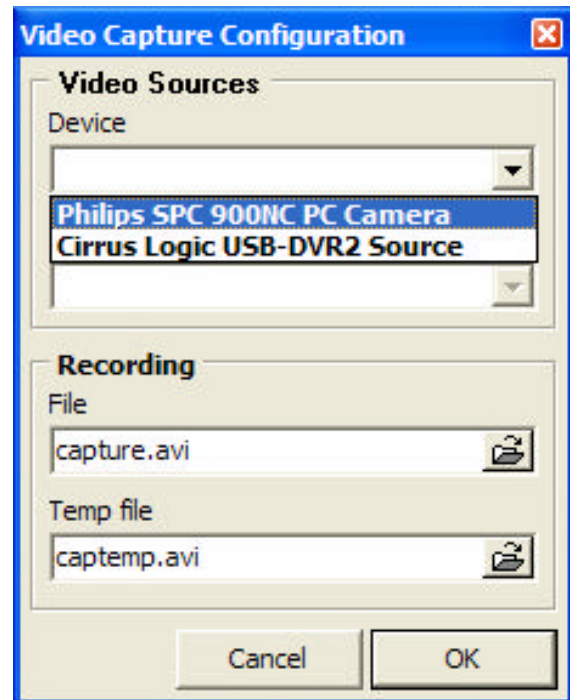 Video Capture Configuration
Video Sources
Device
Philips SPC 900NC PC Camera
Cirrus Logic USB-DVR2 Source
Recording
File
capture.avi
Temp file
captemp.avi
Cancel OK